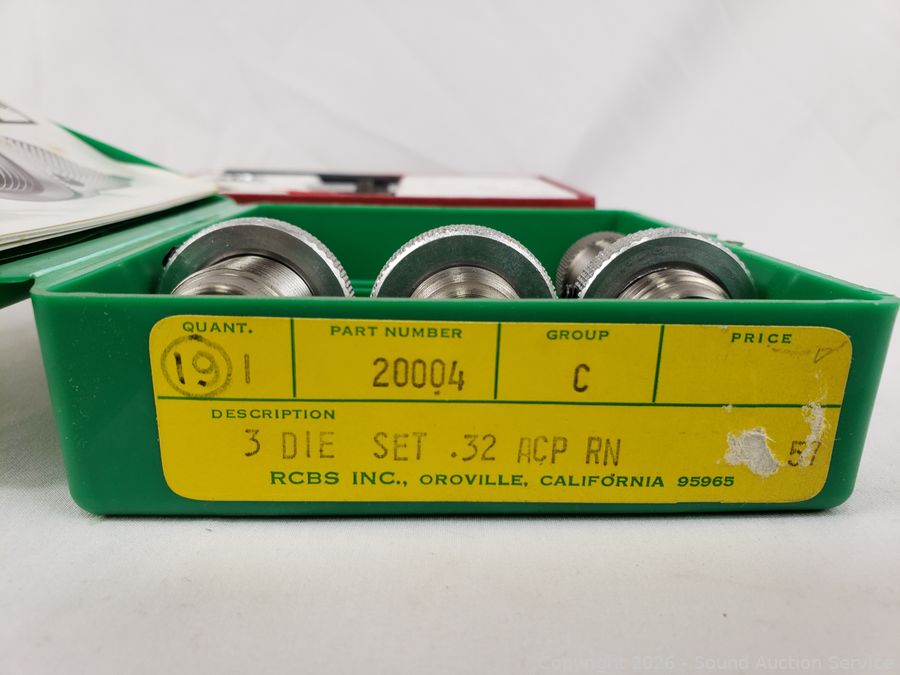 QUANT. PART NUMBER GROUP PRICE
19 1 20004 C
DESCRIPTION
3 DIE SET .32 ACP RN 57
RCBS INC., OROVILLE, CALIFORNIA 95965
Copyright 2026 - Sound Auction Service